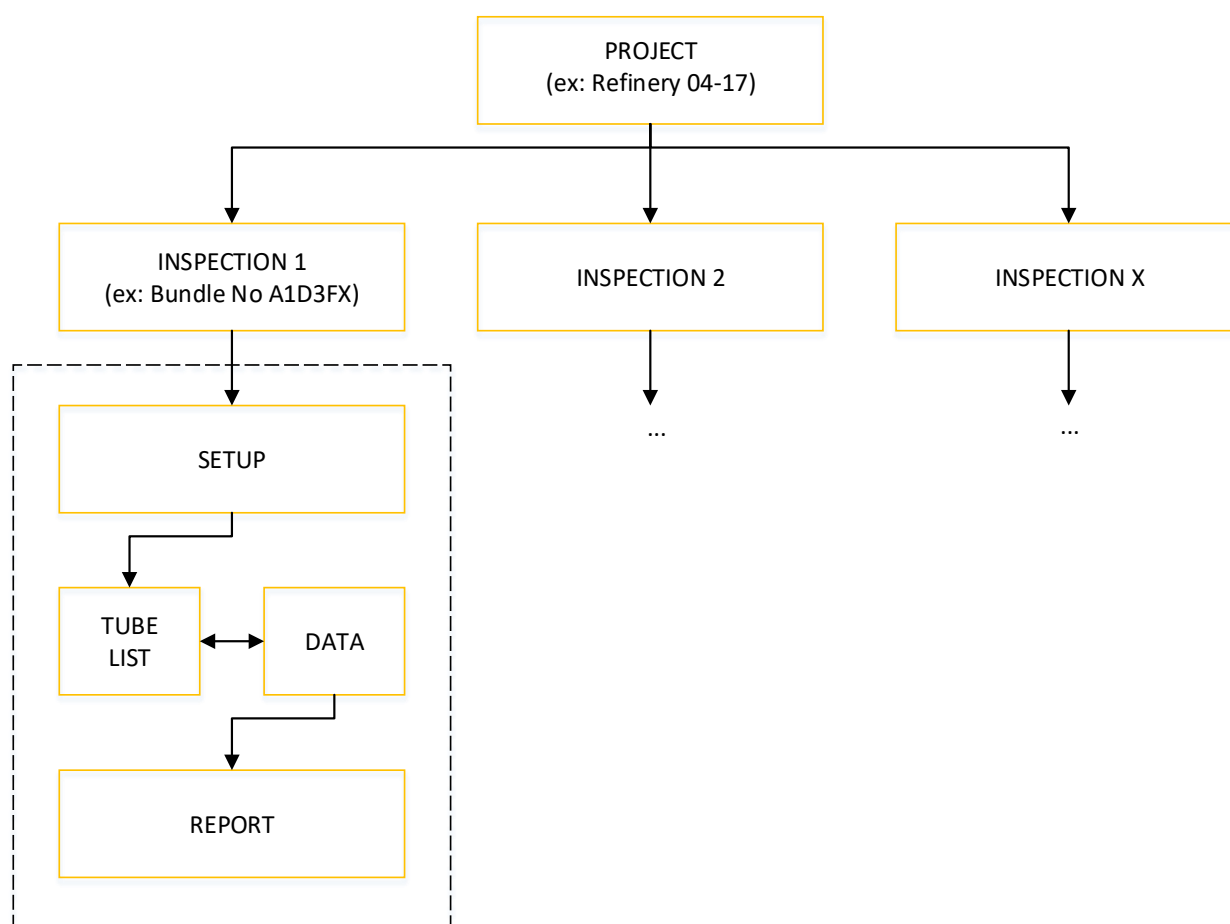 PROJECT
(ex: Refinery 04-17)
INSPECTION 1
(ex: Bundle No A1D3FX)
INSPECTION 2
INSPECTION X
SETUP
...
...
TUBE
LIST
DATA
REPORT